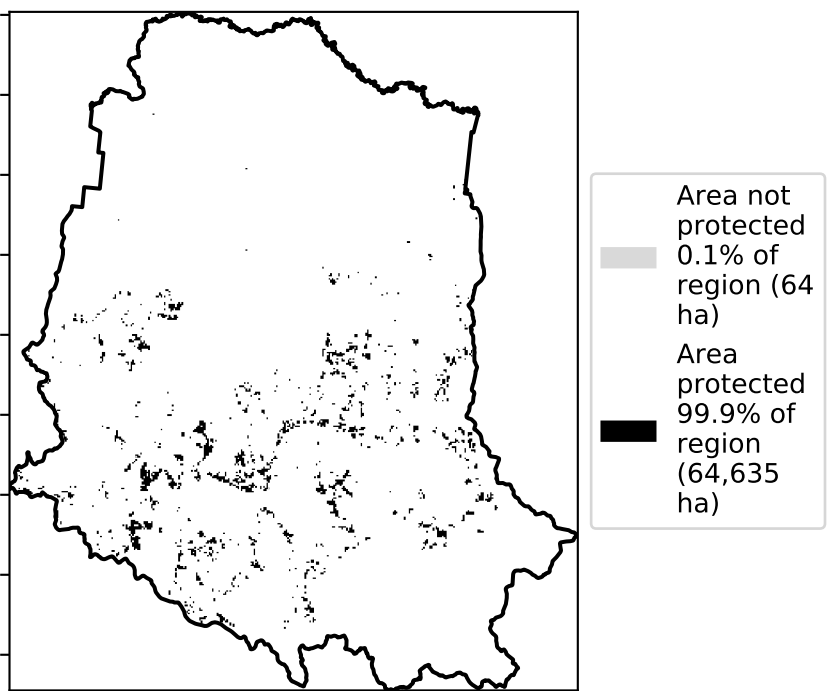 Area not
protected
0.1% of
region (64
ha)
Area
protected
99.9% of
region
(64,635
ha)